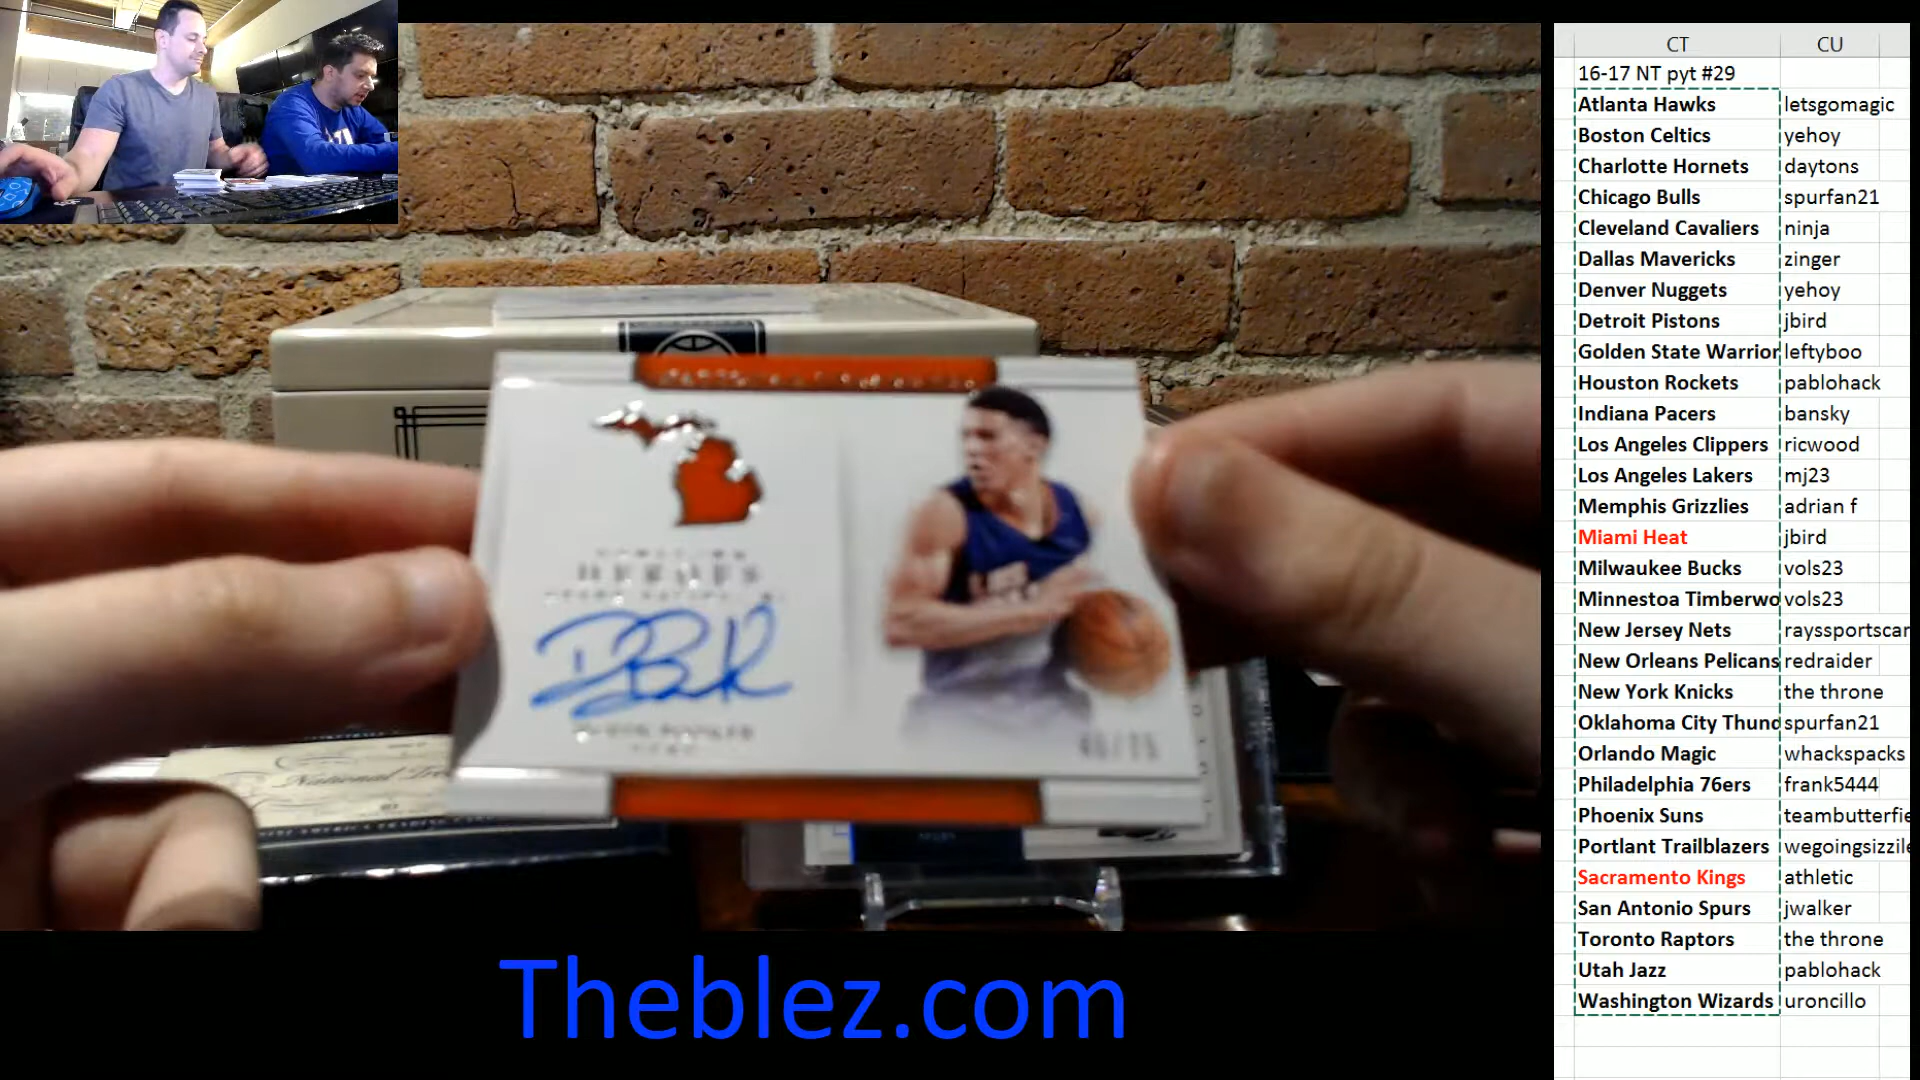 CT CU
16-17 NT pyt #29
Atlanta Hawks letsgomagic
Boston Celtics yehoy
Charlotte Hornets daytons
Chicago Bulls spurfan21
Cleveland Cavaliers ninja
Dallas Mavericks zinger
Denver Nuggets yehoy
Detroit Pistons jbird
Golden State Warrior leftyboo
Houston Rockets pablohack
Indiana Pacers bansky
Los Angeles Clippers ricwood
Los Angeles Lakers mj23
Memphis Grizzlies adrian f
Miami Heat jbird
Milwaukee Bucks vols23
Minnestoa Timberwo vols23
New Jersey Nets rayssportscar
New Orleans Pelicans redraider
New York Knicks the throne
Oklahoma City Thund spurfan21
Orlando Magic whackspacks
Philadelphia 76ers frank5444
Phoenix Suns teambutterfie
Portlant Trailblazers wegoingsizzile
Sacramento Kings athletic
San Antonio Spurs jwalker
Toronto Raptors the throne
Utah Jazz pablohack
Washington Wizards uroncillo
HEROES
National
Theblez.com